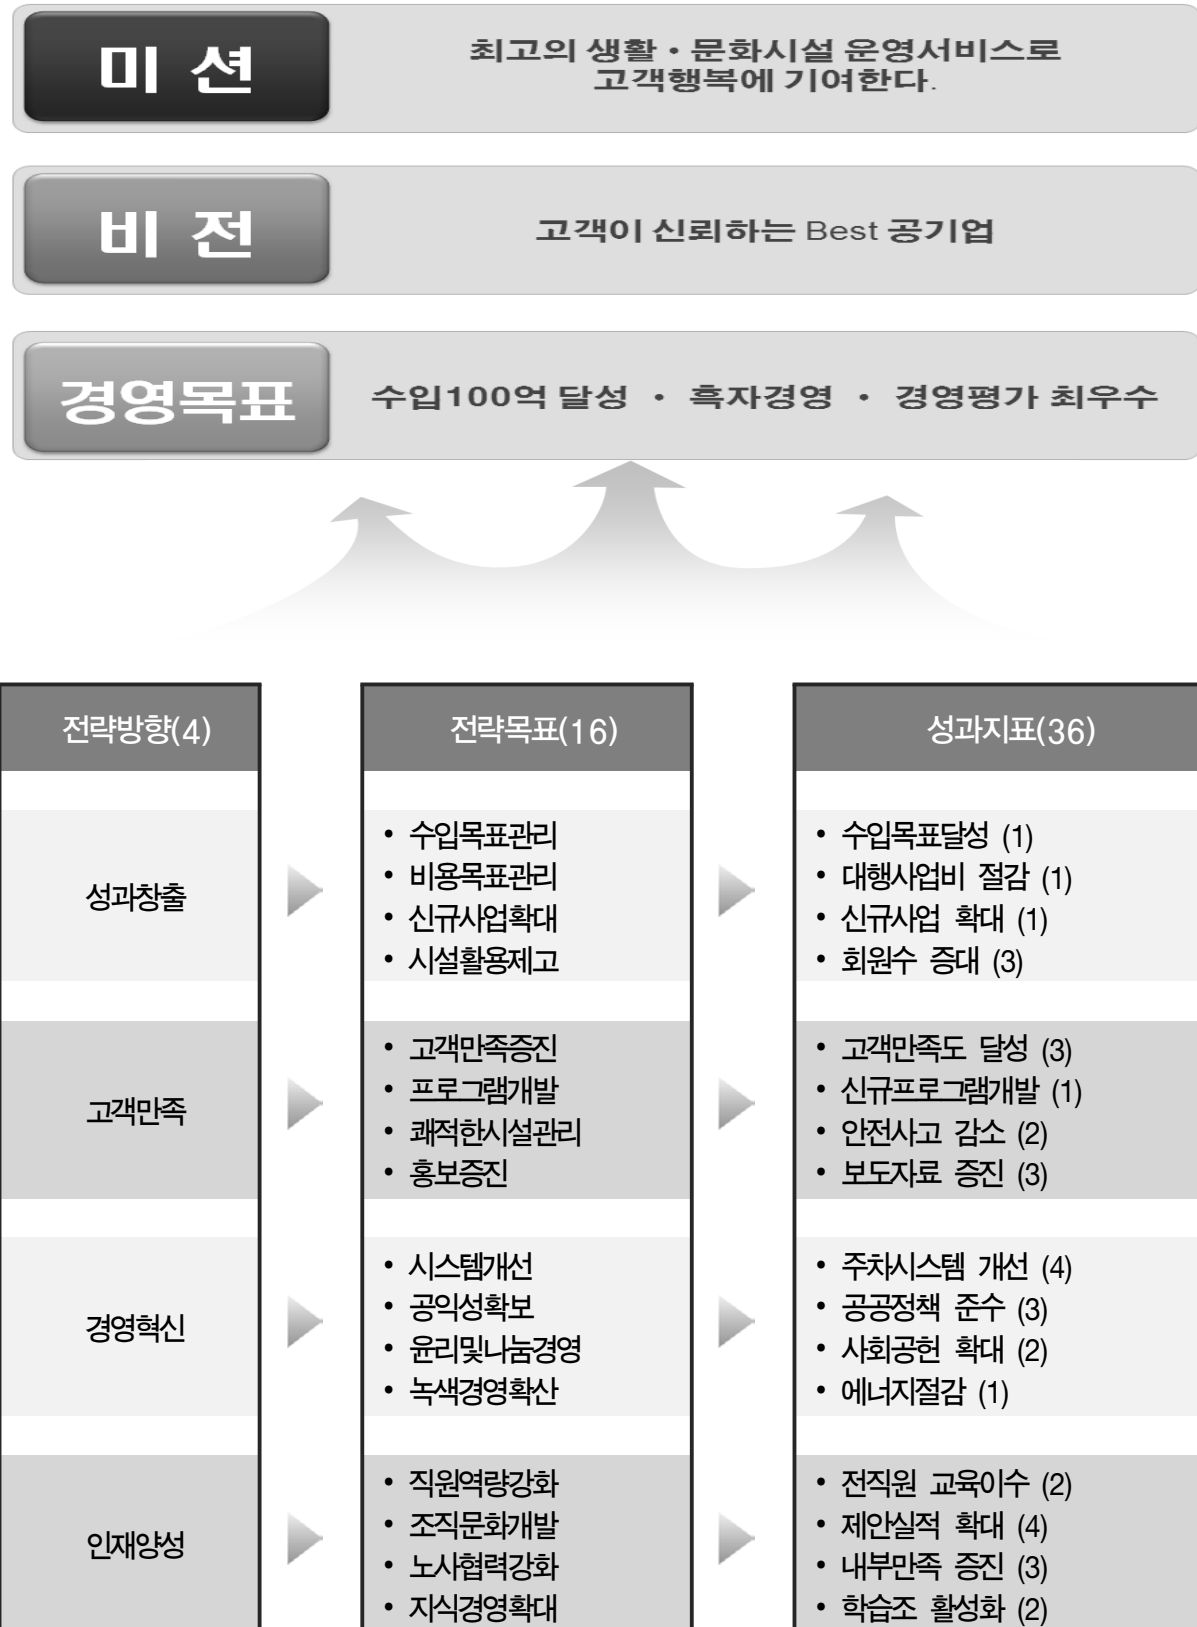 미 션
최고의 생활・문화시설 운영서비스로
고객행복에 기여한다.
비 전
고객이 신뢰하는 Best 공기업
경영목표
수입100억 달성 ・ 흑자경영 ・ 경영평가 최우수
전략방향(4)
전략목표(16)
성과지표(36)
성과창출
• 수입목표관리
• 비용목표관리
• 신규사업확대
• 시설활용제고
• 수입목표달성 (1)
• 대행사업비 절감 (1)
• 신규사업 확대 (1)
• 회원수 증대 (3)
고객만족
• 고객만족증진
• 프로그램개발
• 쾌적한시설관리
• 홍보증진
• 고객만족도 달성 (3)
• 신규프로그램개발 (1)
• 안전사고 감소 (2)
• 보도자료 증진 (3)
경영혁신
• 시스템개선
• 공익성확보
• 윤리및나눔경영
• 녹색경영확산
• 주차시스템 개선 (4)
• 공공정책 준수 (3)
• 사회공헌 확대 (2)
• 에너지절감 (1)
인재양성
• 직원역량강화
• 조직문화개발
• 노사협력강화
• 지식경영확대
• 전직원 교육이수 (2)
• 제안실적 확대 (4)
• 내부만족 증진 (3)
• 학습조 활성화 (2)